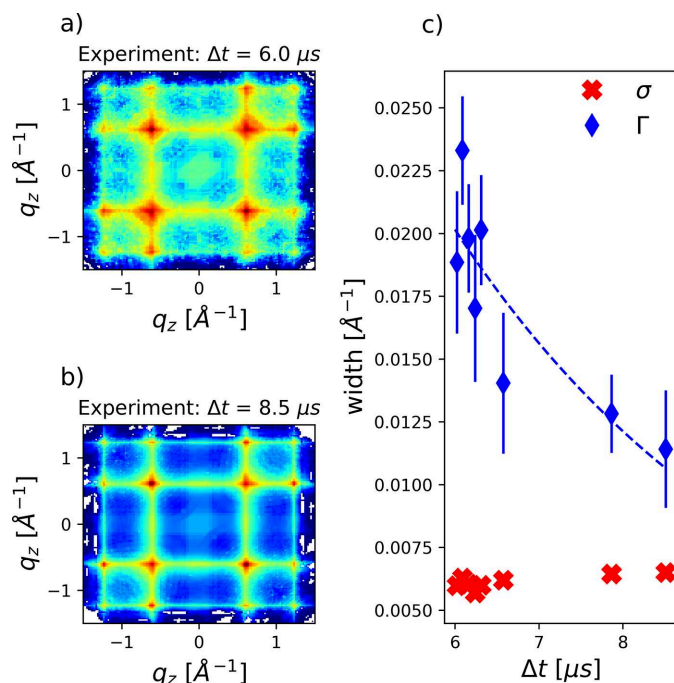 a)
Experiment: Δt = 6.0 μs
1
0
−1
q_z [Å⁻¹]
−1
0
1
q_z [Å⁻¹]
b)
Experiment: Δt = 8.5 μs
1
0
−1
q_z [Å⁻¹]
−1
0
1
q_z [Å⁻¹]
c)
σ
Γ
0.0250
0.0225
0.0200
0.0175
0.0150
0.0125
0.0100
0.0075
0.0050
width [Å⁻¹]
6
7
8
Δt [μs]